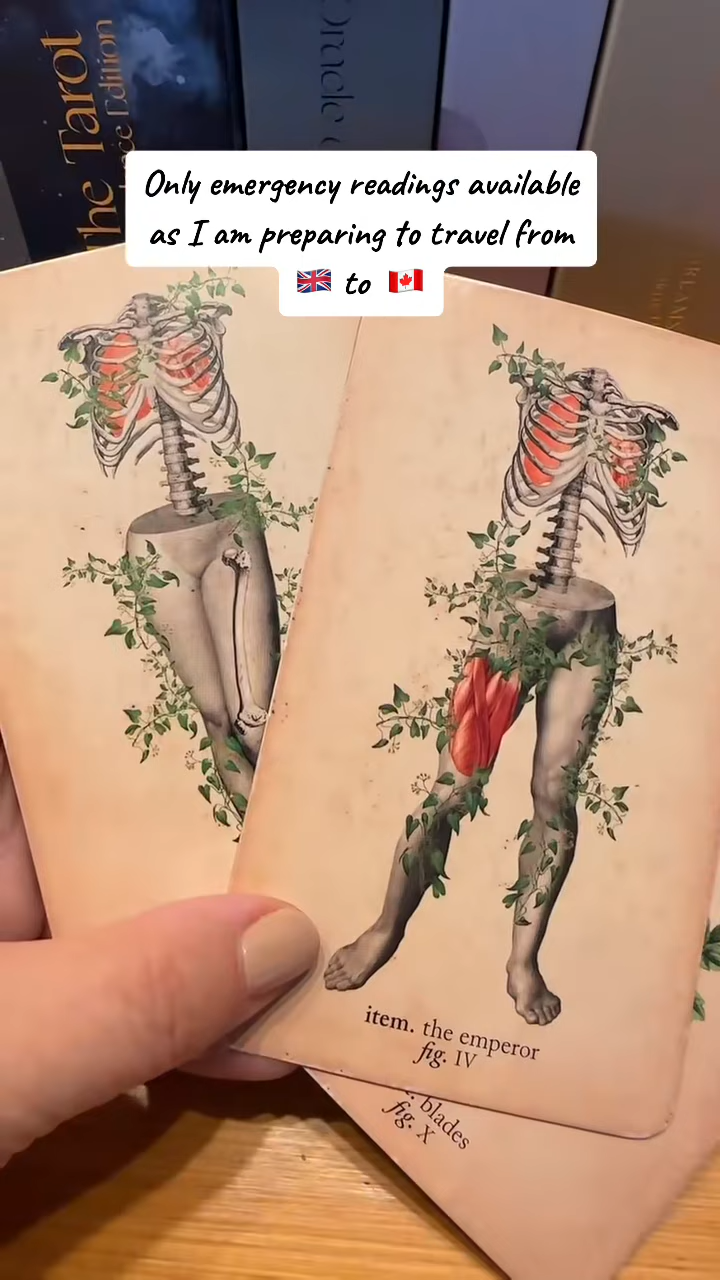 The Tarot
Oracle
Only emergency readings available
as I am preparing to travel from
🇬🇧 to 🇨🇦
item. the emperor
fig. IV
blades
fig. X